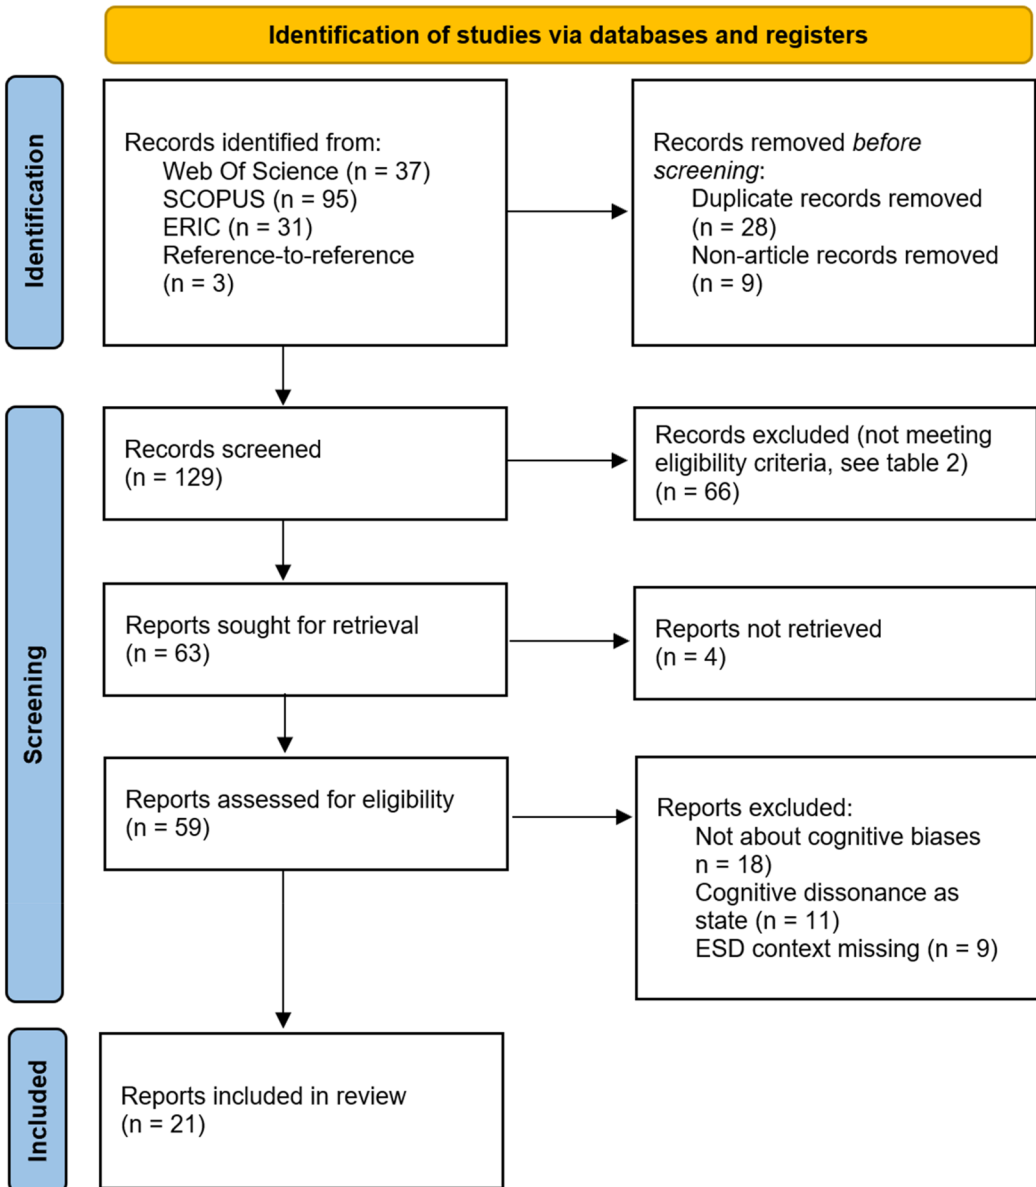 Identification of studies via databases and registers
Identification
Records identified from:
Web Of Science (n = 37)
SCOPUS (n = 95)
ERIC (n = 31)
Reference-to-reference
(n = 3)
Records removed before
screening:
Duplicate records removed
(n = 28)
Non-article records removed
(n = 9)
Screening
Records screened
(n = 129)
Records excluded (not meeting
eligibility criteria, see table 2)
(n = 66)
Reports sought for retrieval
(n = 63)
Reports not retrieved
(n = 4)
Reports assessed for eligibility
(n = 59)
Reports excluded:
Not about cognitive biases
n = 18)
Cognitive dissonance as
state (n = 11)
ESD context missing (n = 9)
Included
Reports included in review
(n = 21)